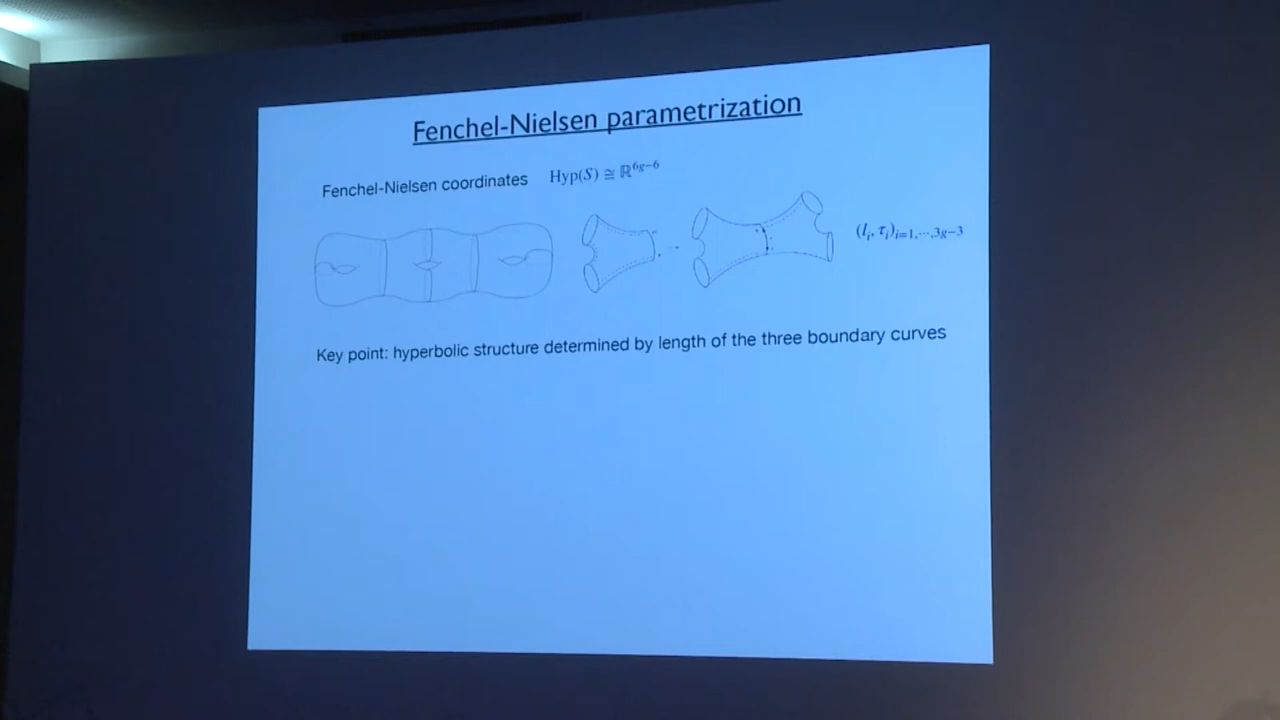 Fenchel-Nielsen parametrization
Fenchel-Nielsen coordinates Hyp(S) ≅ ℝ^{6g−6}
(l_i, τ_i)_{i=1,⋯,3g−3}
Key point: hyperbolic structure determined by length of the three boundary curves